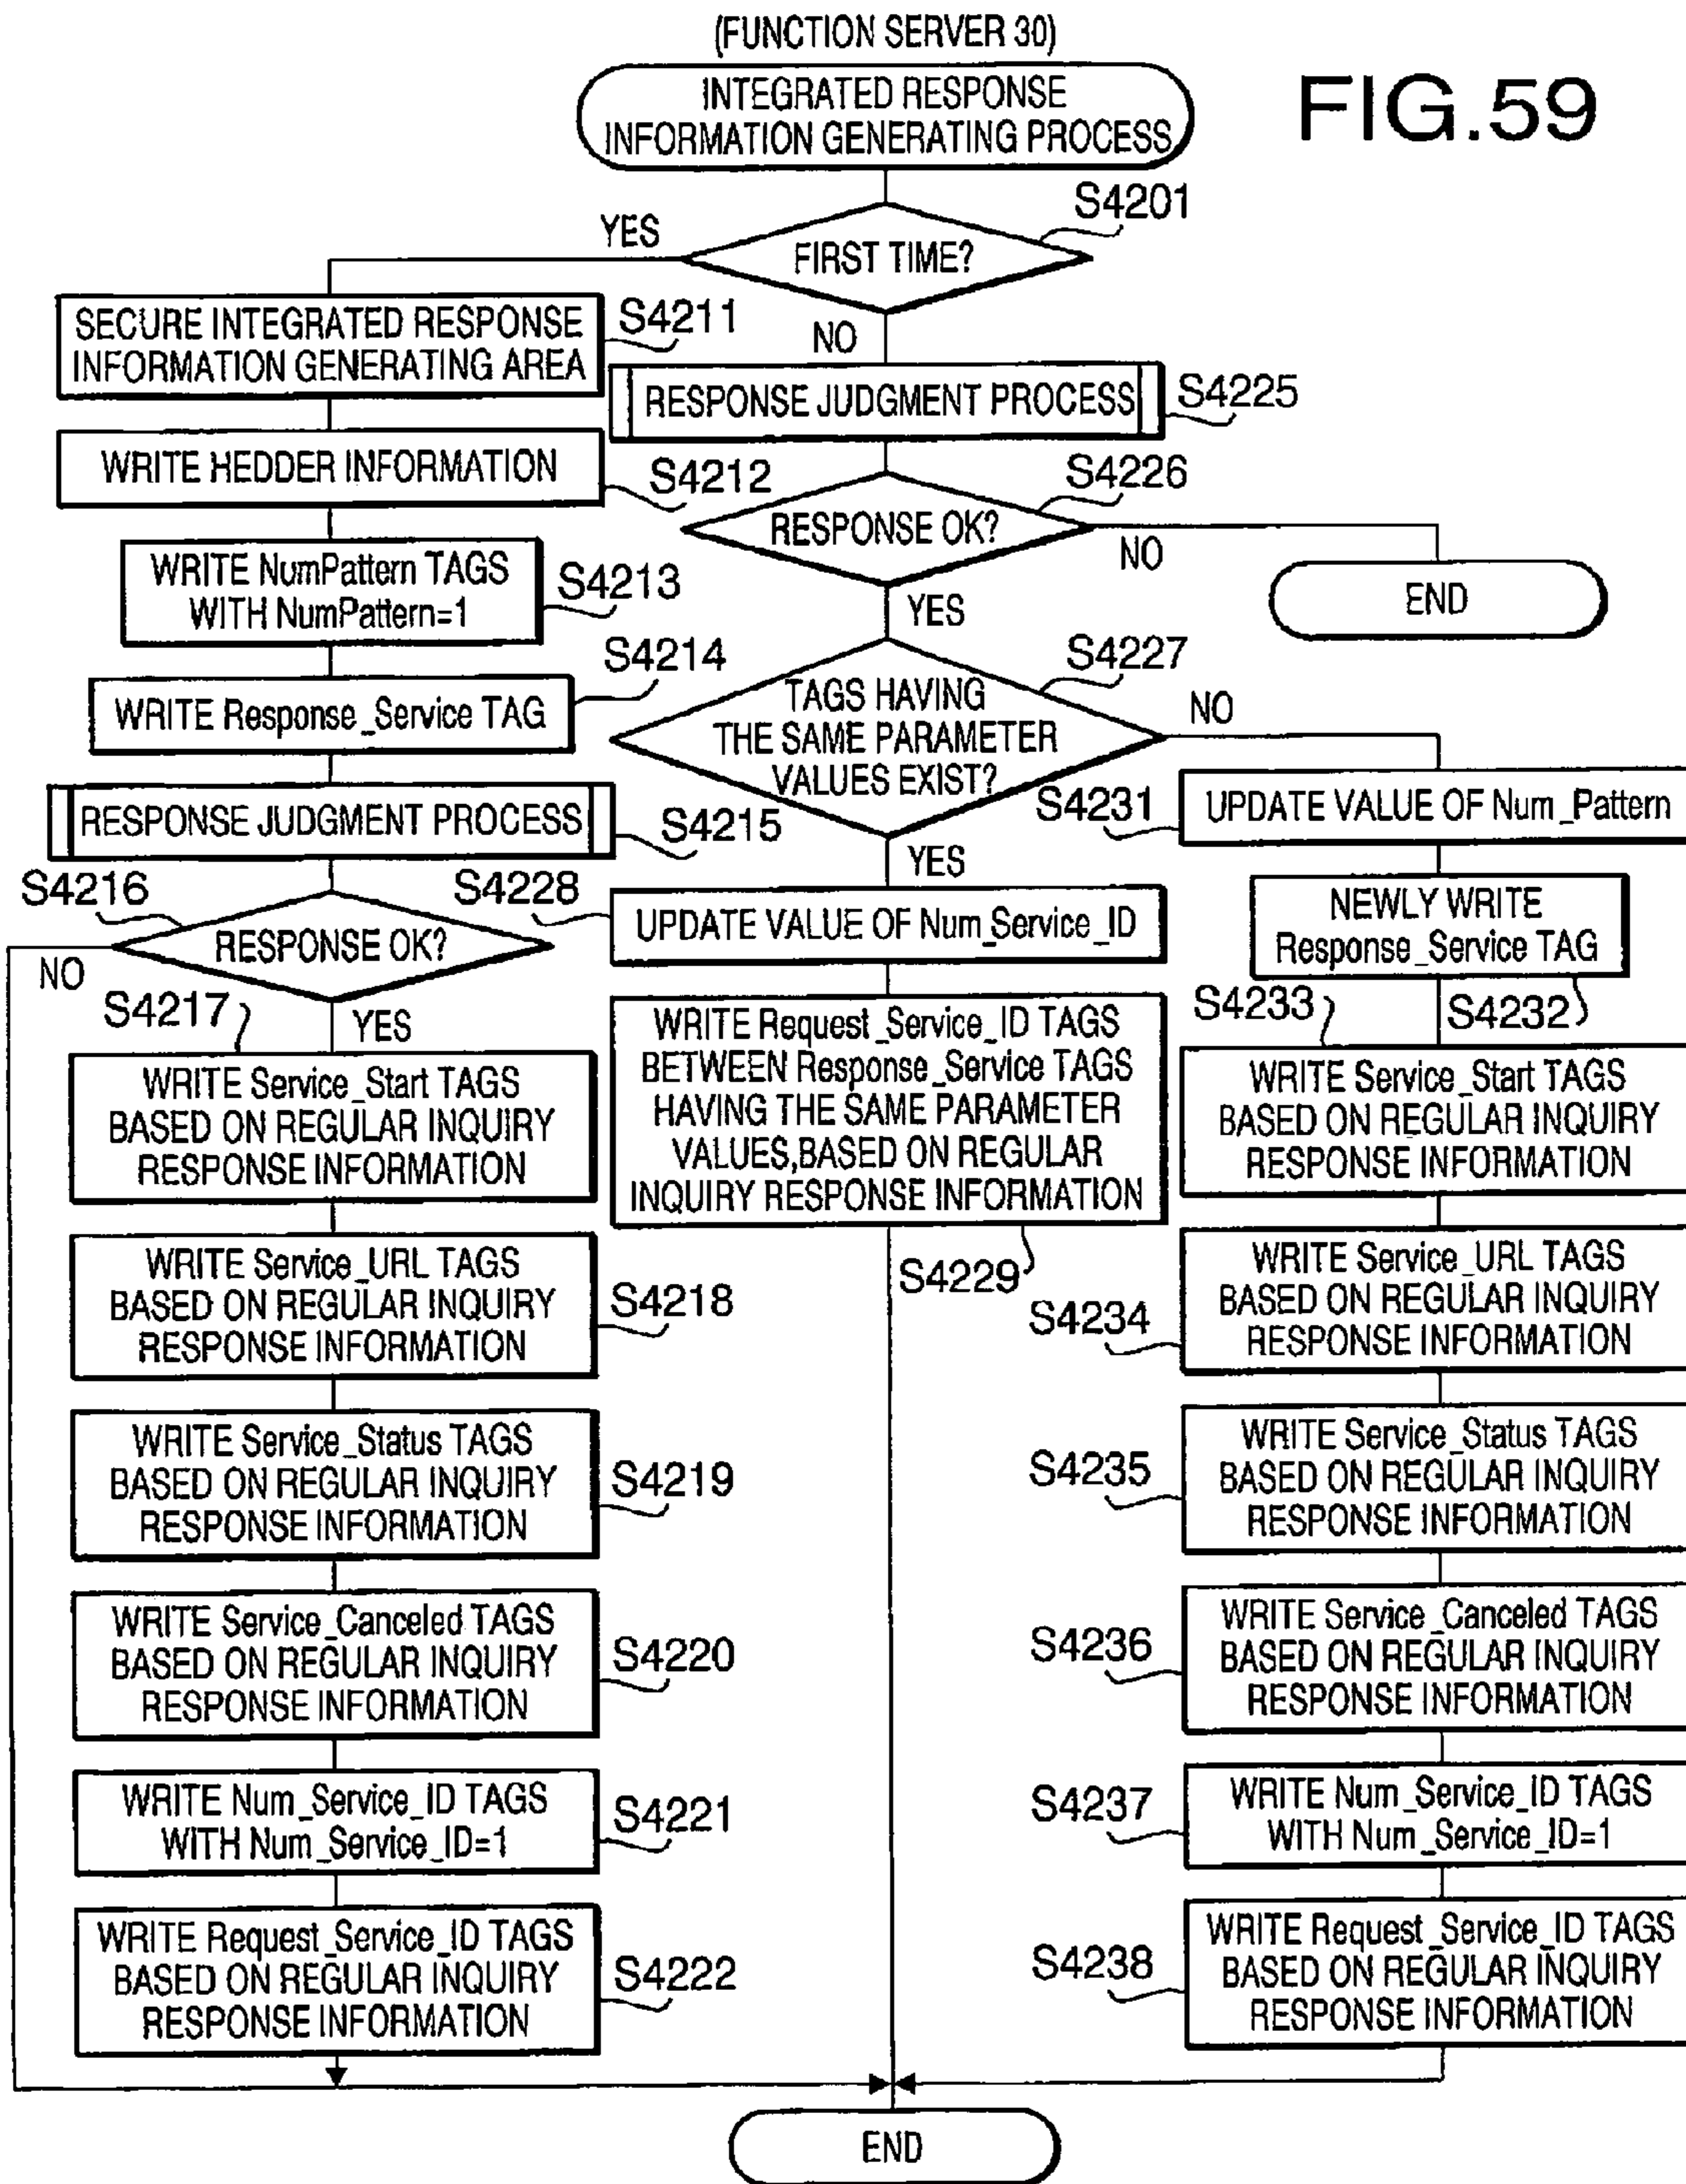 (FUNCTION SERVER 30)
INTEGRATED RESPONSE
INFORMATION GENERATING PROCESS
FIG.59
S4201
YES
FIRST TIME?
NO
SECURE INTEGRATED RESPONSE
INFORMATION GENERATING AREA
S4211
WRITE HEDDER INFORMATION
S4212
WRITE NumPattern TAGS
WITH NumPattern=1
S4213
WRITE Response_Service TAG
S4214
RESPONSE JUDGMENT PROCESS
S4215
S4216
RESPONSE OK?
NO
YES
S4217
WRITE Service_Start TAGS
BASED ON REGULAR INQUIRY
RESPONSE INFORMATION
WRITE Service_URL TAGS
BASED ON REGULAR INQUIRY
RESPONSE INFORMATION
S4218
WRITE Service_Status TAGS
BASED ON REGULAR INQUIRY
RESPONSE INFORMATION
S4219
WRITE Service_Canceled TAGS
BASED ON REGULAR INQUIRY
RESPONSE INFORMATION
S4220
WRITE Num_Service_ID TAGS
WITH Num_Service_ID=1
S4221
WRITE Request_Service_ID TAGS
BASED ON REGULAR INQUIRY
RESPONSE INFORMATION
S4222
RESPONSE JUDGMENT PROCESS
S4225
S4226
RESPONSE OK?
NO
END
YES
S4227
TAGS HAVING
THE SAME PARAMETER
VALUES EXIST?
NO
YES
S4228
UPDATE VALUE OF Num_Service_ID
WRITE Request_Service_ID TAGS
BETWEEN Response_Service TAGS
HAVING THE SAME PARAMETER
VALUES,BASED ON REGULAR
INQUIRY RESPONSE INFORMATION
S4229
S4231
UPDATE VALUE OF Num_Pattern
NEWLY WRITE
Response_Service TAG
S4232
S4233
WRITE Service_Start TAGS
BASED ON REGULAR INQUIRY
RESPONSE INFORMATION
S4234
WRITE Service_URL TAGS
BASED ON REGULAR INQUIRY
RESPONSE INFORMATION
S4235
WRITE Service_Status TAGS
BASED ON REGULAR INQUIRY
RESPONSE INFORMATION
S4236
WRITE Service_Canceled TAGS
BASED ON REGULAR INQUIRY
RESPONSE INFORMATION
S4237
WRITE Num_Service_ID TAGS
WITH Num_Service_ID=1
S4238
WRITE Request_Service_ID TAGS
BASED ON REGULAR INQUIRY
RESPONSE INFORMATION
END